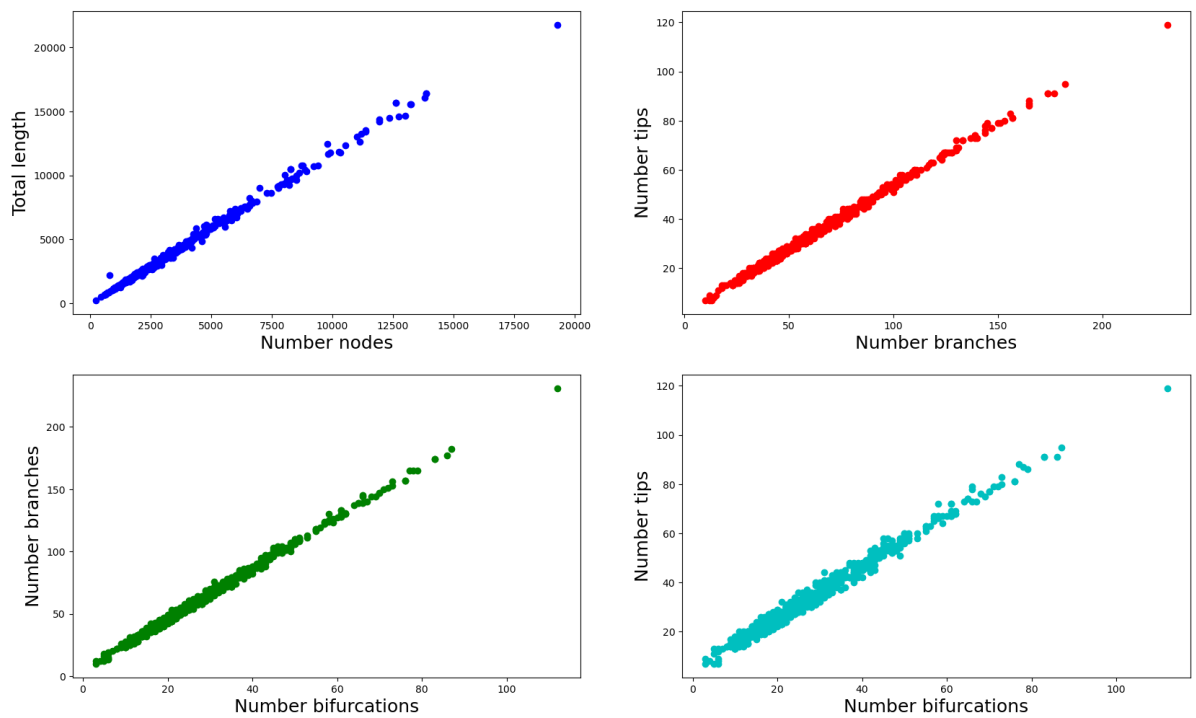 20000
15000
10000
5000
0
Total length
0 2500 5000 7500 10000 12500 15000 17500 20000
Number nodes
120
100
80
60
40
20
Number tips
0 50 100 150 200
Number branches
200
150
100
50
0
Number branches
0 20 40 60 80 100
Number bifurcations
120
100
80
60
40
20
Number tips
0 20 40 60 80 100
Number bifurcations